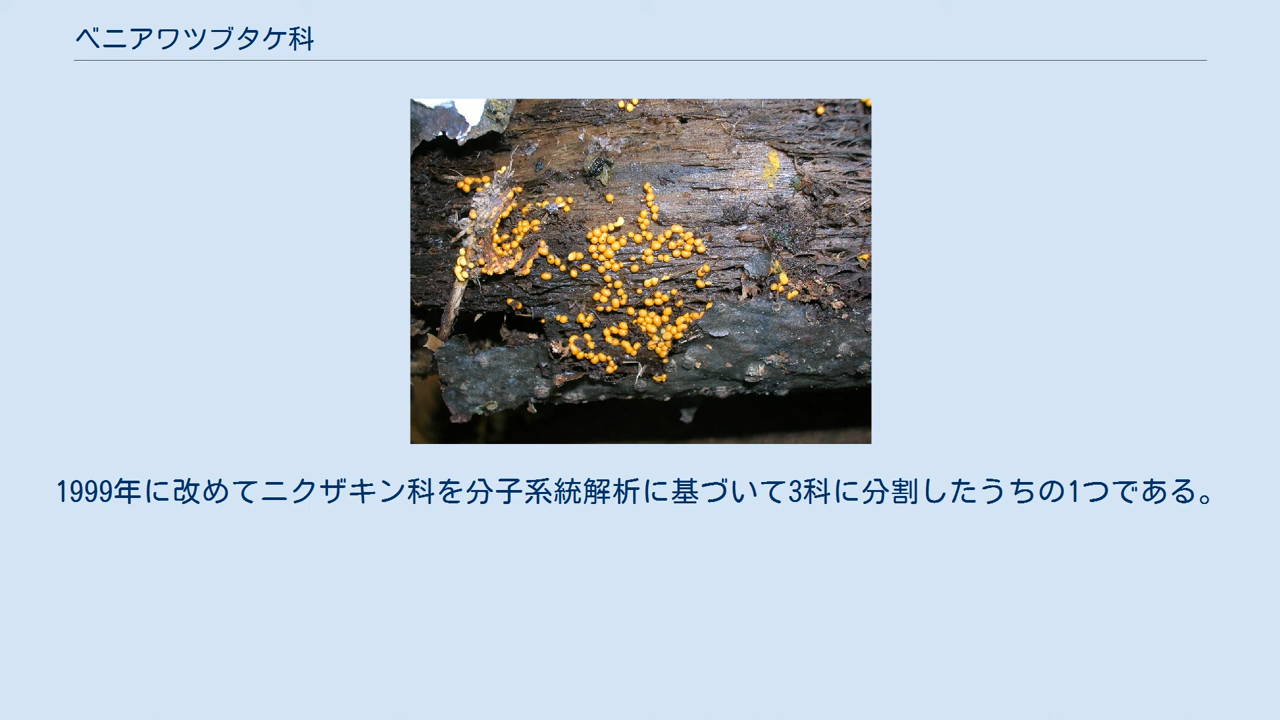 ベニアワツブタケ科
1999年に改めてニクザキン科を分子系統解析に基づいて3科に分割したうちの1つである。